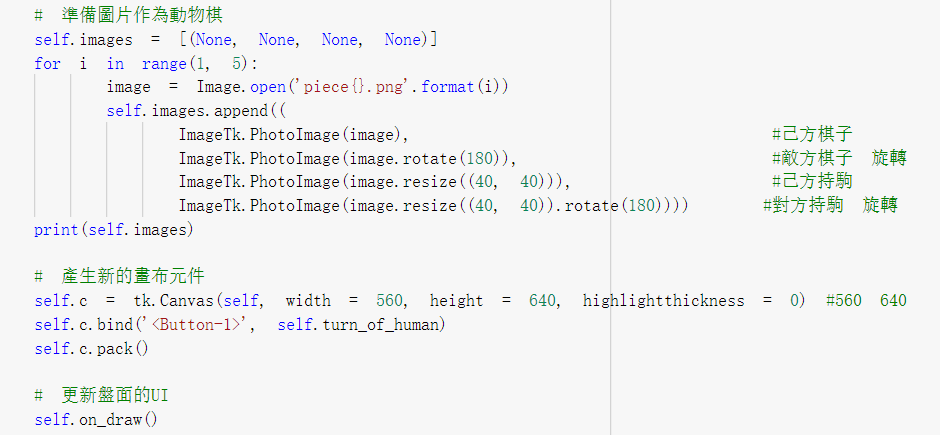 # 準備圖片作為動物棋
self.images = [(None, None, None, None)]
for i in range(1, 5):
image = Image.open('piece{}.png'.format(i))
self.images.append((
ImageTk.PhotoImage(image), #己方棋子
ImageTk.PhotoImage(image.rotate(180)), #敵方棋子 旋轉
ImageTk.PhotoImage(image.resize((40, 40))), #己方持駒
ImageTk.PhotoImage(image.resize((40, 40)).rotate(180)))) #對方持駒 旋轉
print(self.images)
# 產生新的畫布元件
self.c = tk.Canvas(self, width = 560, height = 640, highlightthickness = 0) #560 640
self.c.bind('<Button-1>', self.turn_of_human)
self.c.pack()
# 更新盤面的UI
self.on_draw()